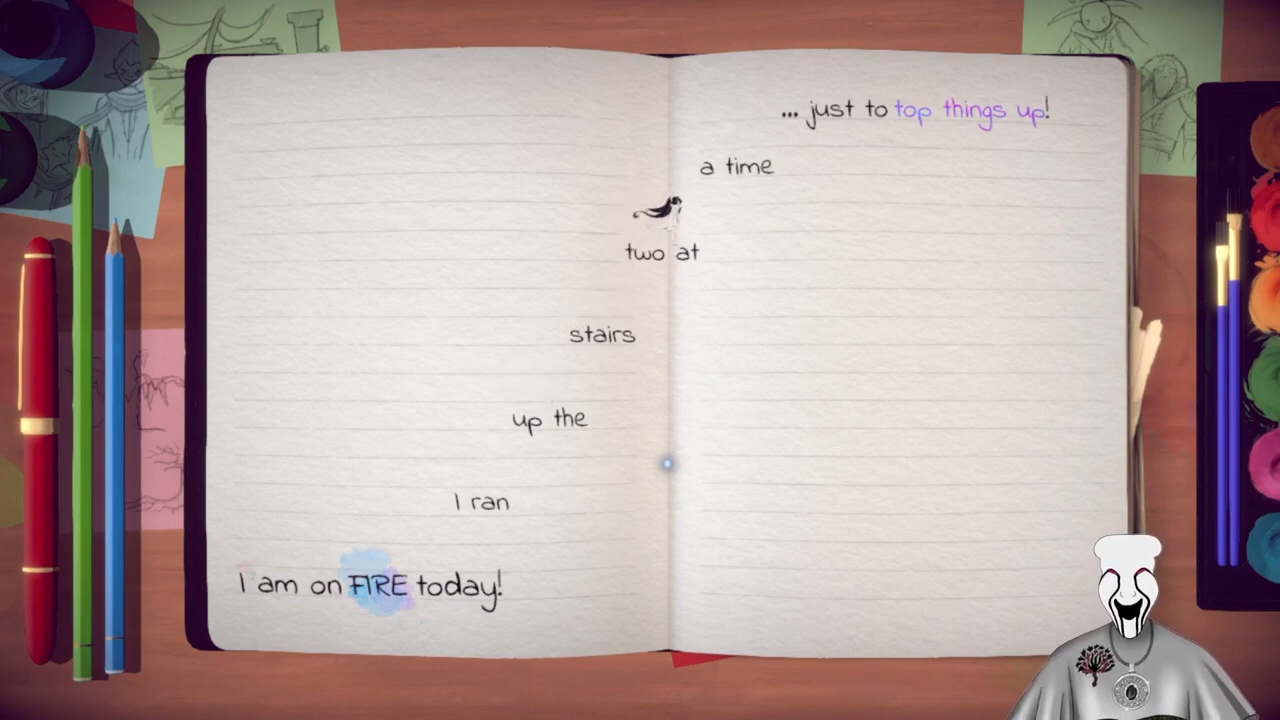 I am on FIRE today!
I ran
up the
stairs
two at
a time
... just to top things up!